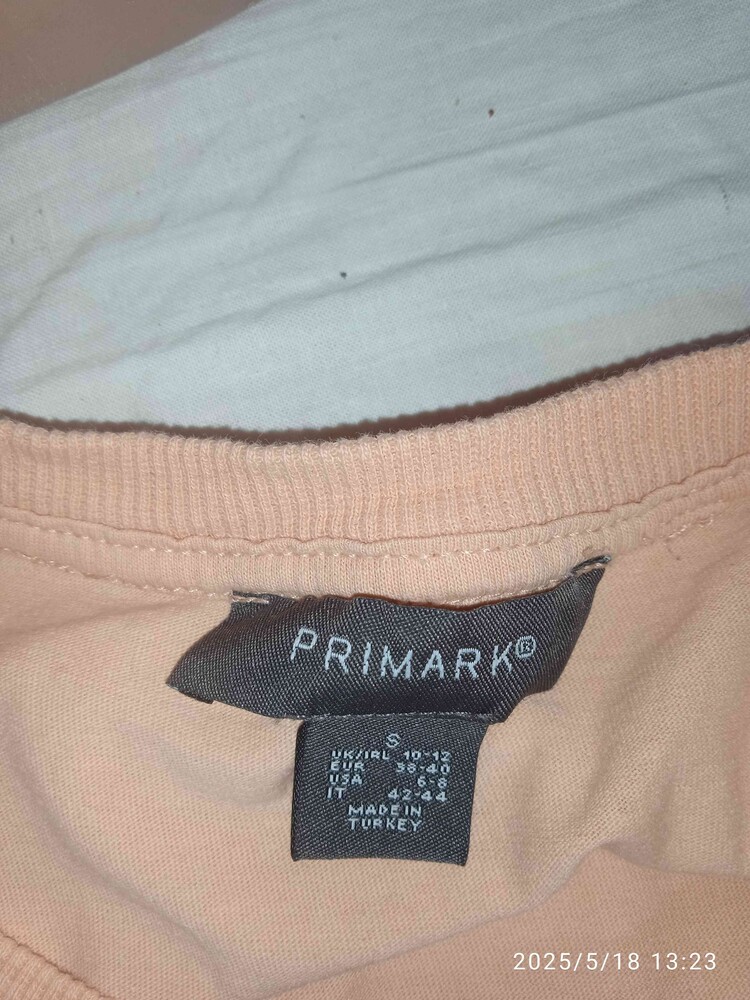 PRIMARK®
S
UK/IRL 10-12
EUR 38-40
USA 6-8
IT 42-44
MADE IN
TURKEY
2025/5/18 13:23